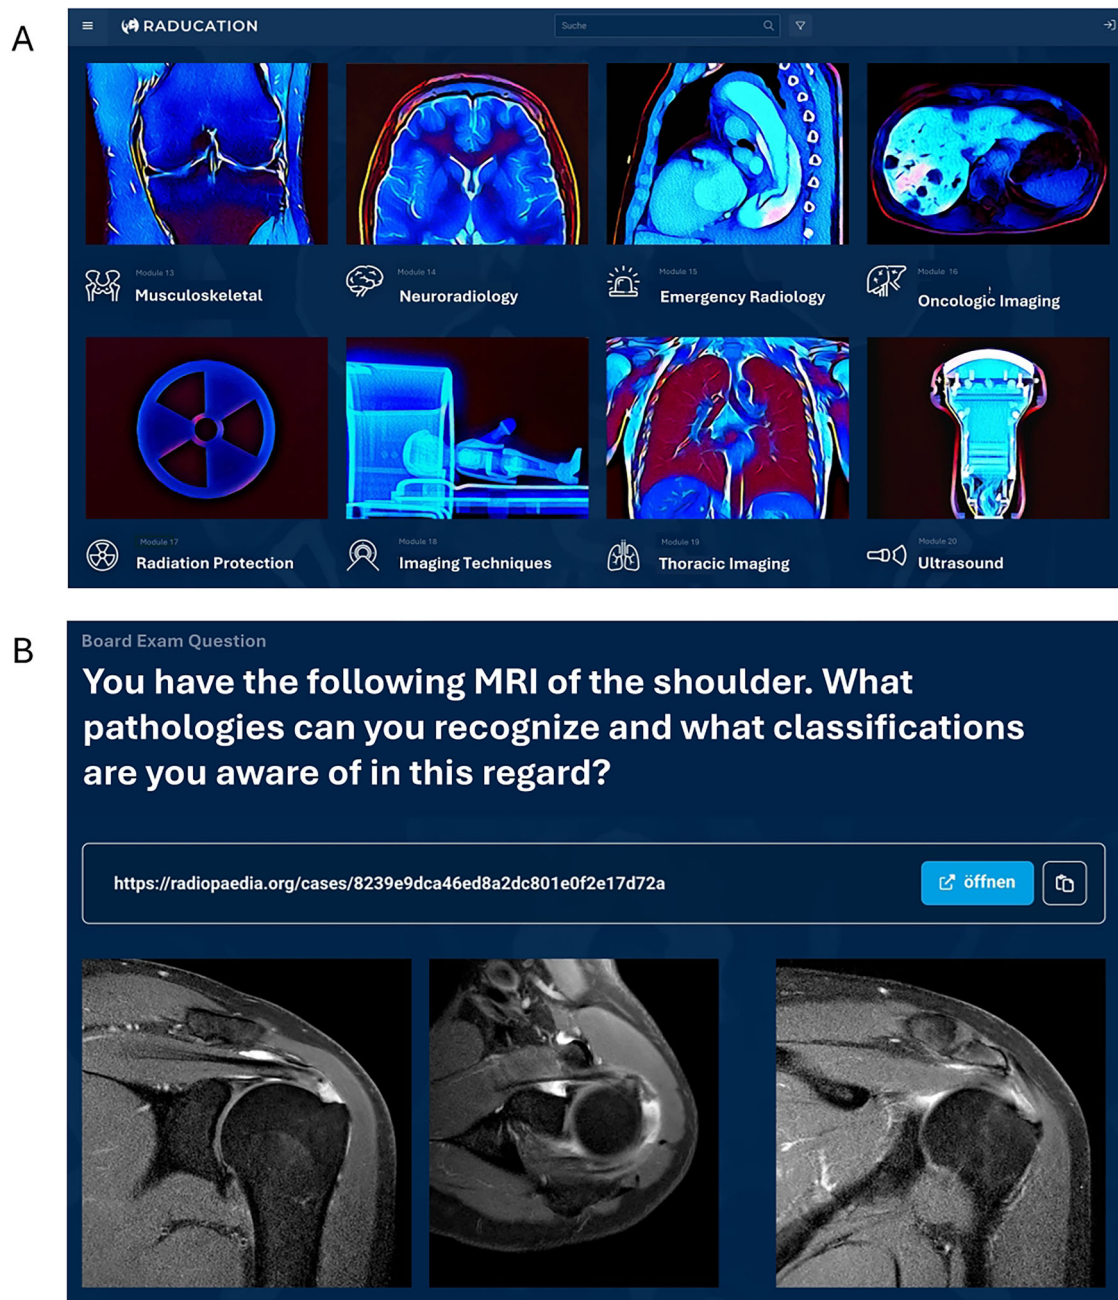 A
RADUCATION
Suche
Module 13
Musculoskeletal
Module 14
Neuroradiology
Module 15
Emergency Radiology
Module 16
Oncologic Imaging
Module 17
Radiation Protection
Module 18
Imaging Techniques
Module 19
Thoracic Imaging
Module 20
Ultrasound
B
Board Exam Question
You have the following MRI of the shoulder. What
pathologies can you recognize and what classifications
are you aware of in this regard?
https://radiopaedia.org/cases/8239e9dca46ed8a2dc801e0f2e17d72a
öffnen